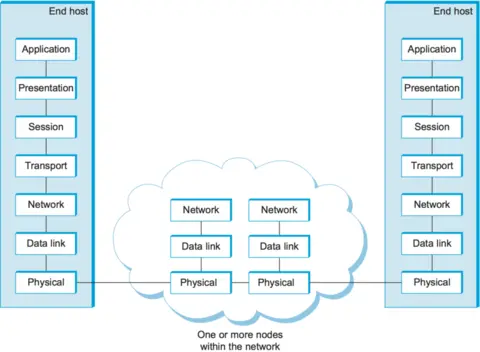 End host
Application
Presentation
Session
Transport
Network
Data link
Physical
Network
Data link
Physical
Network
Data link
Physical
One or more nodes
within the network
End host
Application
Presentation
Session
Transport
Network
Data link
Physical